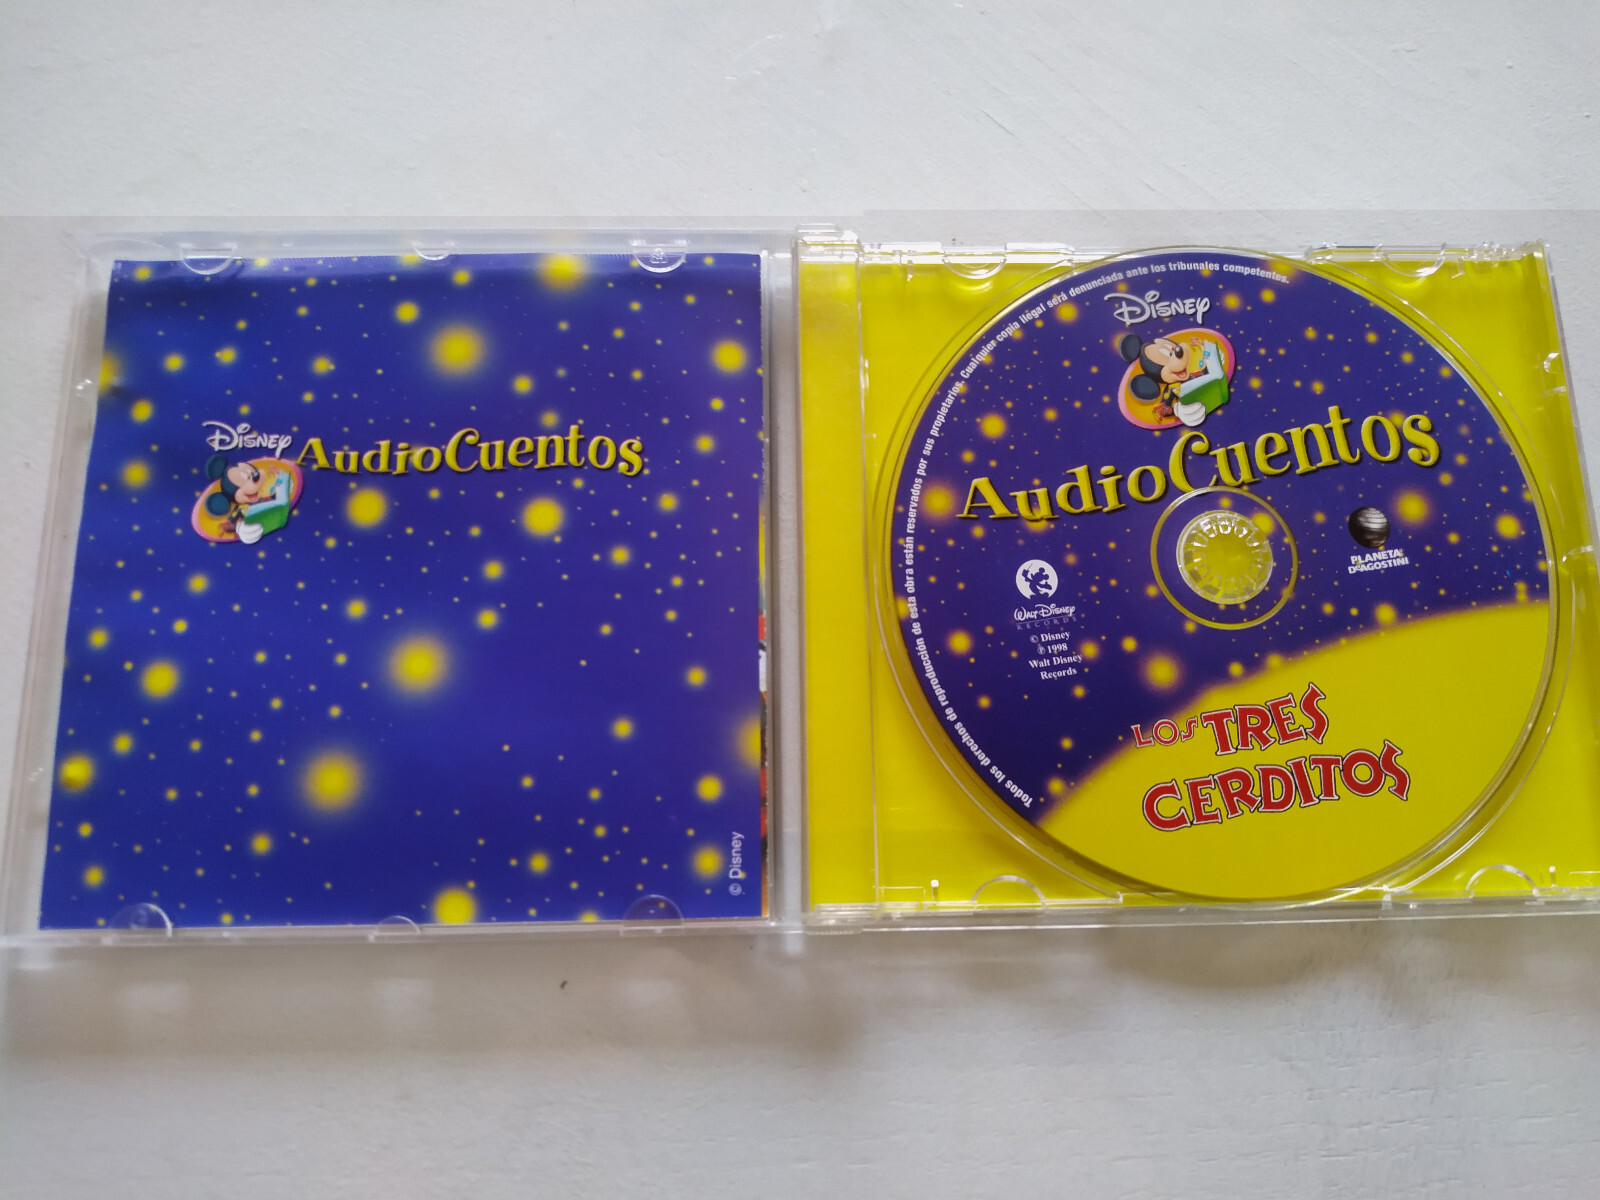 Disney
AudioCuentos
© Disney
Todos los derechos de reproducción de esta obra están reservados por sus propietarios. Cualquier copia ilegal será denunciada ante los tribunales competentes.
Disney
AudioCuentos
WALT DISNEY
RECORDS
© Disney
℗ 1998
Walt Disney
Records
PLANETA
DEAGOSTINI
LOS TRES
CERDITOS